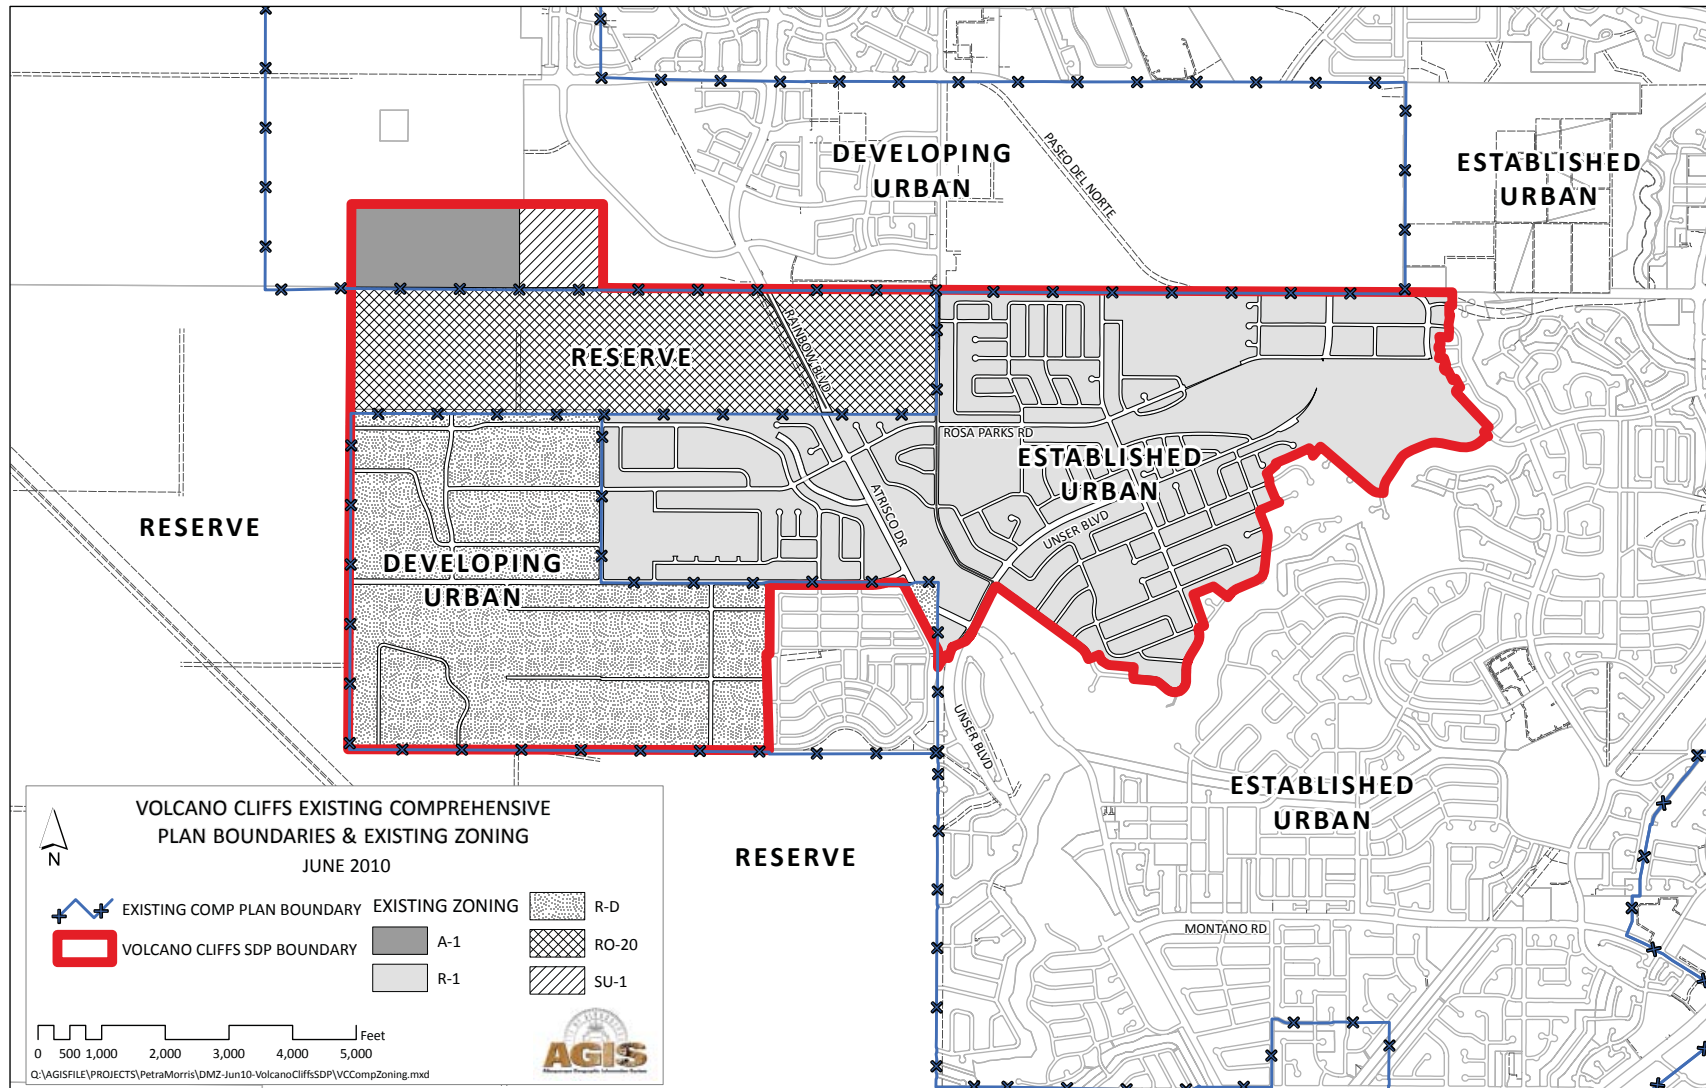 DEVELOPING
URBAN
PASEO DEL NORTE
ESTABLISHED
URBAN
RAINBOW BLVD
RESERVE
ROSA PARKS RD
ESTABLISHED
URBAN
ATRISCO DR
UNSER BLVD
RESERVE
DEVELOPING
URBAN
UNSER BLVD
ESTABLISHED
URBAN
RESERVE
MONTANO RD
VOLCANO CLIFFS EXISTING COMPREHENSIVE
PLAN BOUNDARIES & EXISTING ZONING
JUNE 2010
N
EXISTING COMP PLAN BOUNDARY
VOLCANO CLIFFS SDP BOUNDARY
EXISTING ZONING
A-1
R-1
R-D
RO-20
SU-1
Feet
0 500 1,000 2,000 3,000 4,000 5,000
AGIS
Q:\AGISFILE\PROJECTS\PetraMorris\DMZ-Jun10-VolcanoCliffsSDP\VCCompZoning.mxd